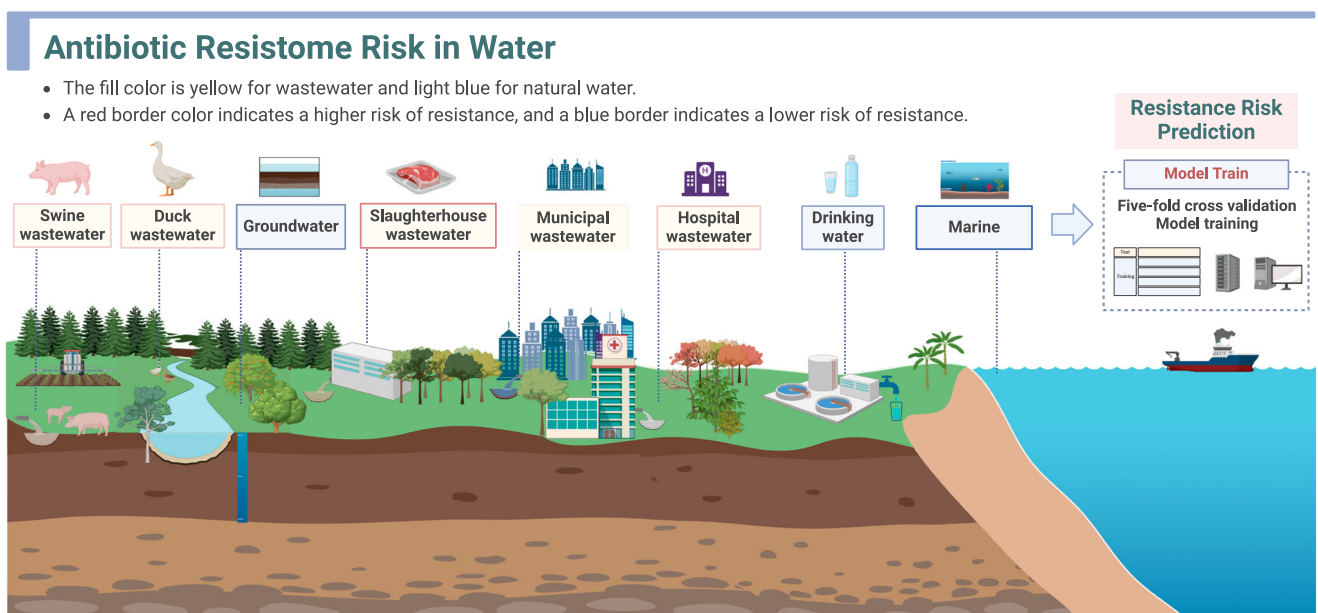 Antibiotic Resistome Risk in Water
• The fill color is yellow for wastewater and light blue for natural water.
• A red border color indicates a higher risk of resistance, and a blue border indicates a lower risk of resistance.
Swine
wastewater
Duck
wastewater
Groundwater
Slaughterhouse
wastewater
Municipal
wastewater
H
Hospital
wastewater
Drinking
water
Marine
Resistance Risk
Prediction
Model Train
Five-fold cross validation
Model training
Test
Training